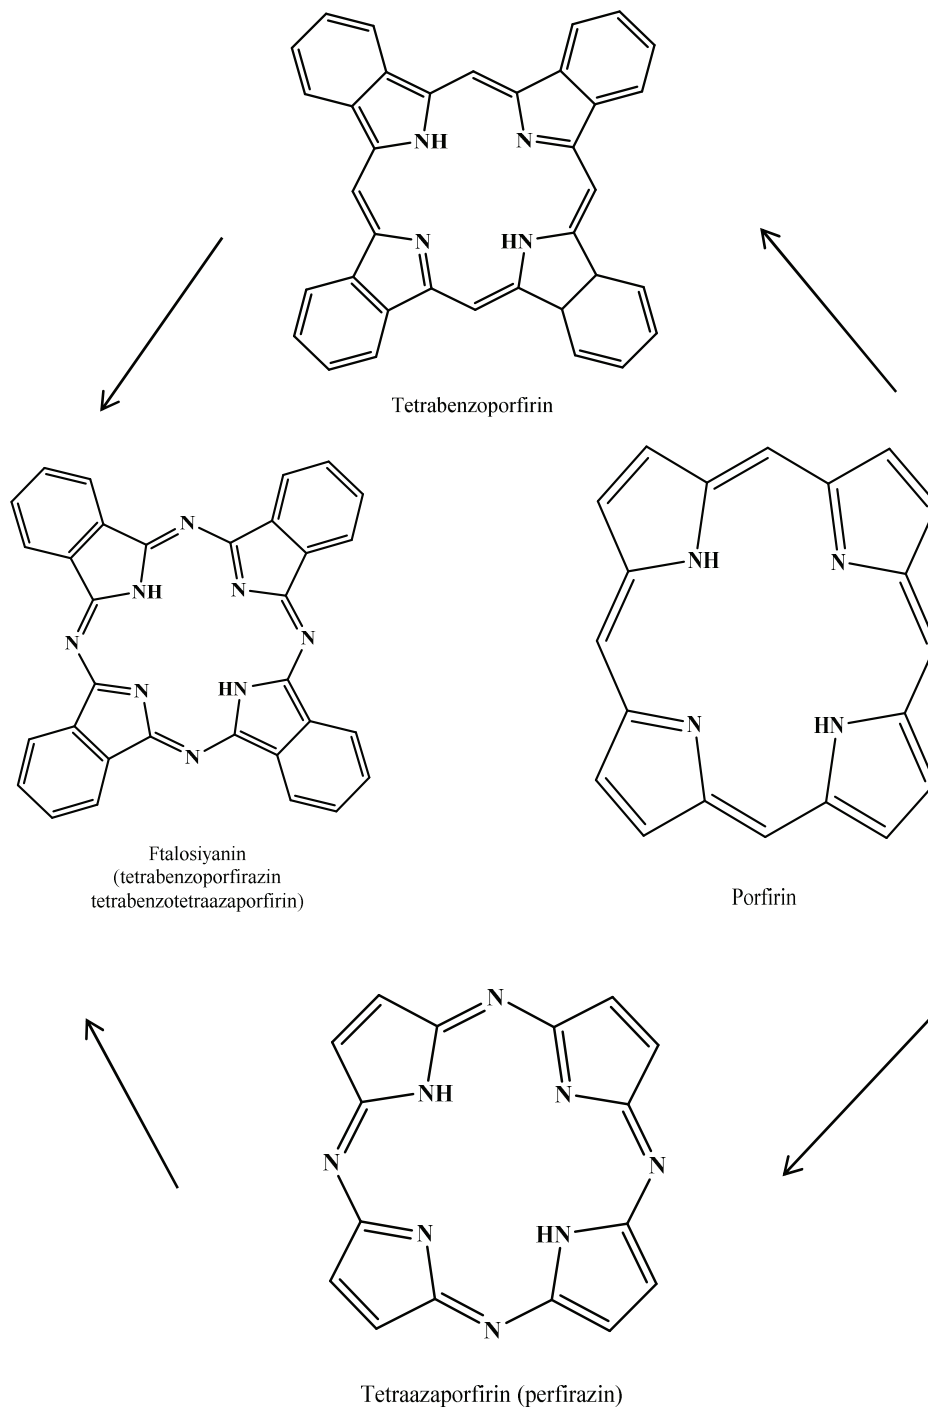 NH
N
N
HN
Tetrabenzoporfirin
N
NH
N
N
N
N
HN
N
Ftalosiyanin
(tetrabenzoporfirazin
tetrabenzotetraazaporfirin)
NH
N
N
HN
Porfirin
N
NH
N
N
N
N
HN
N
Tetraazaporfirin (perfirazin)